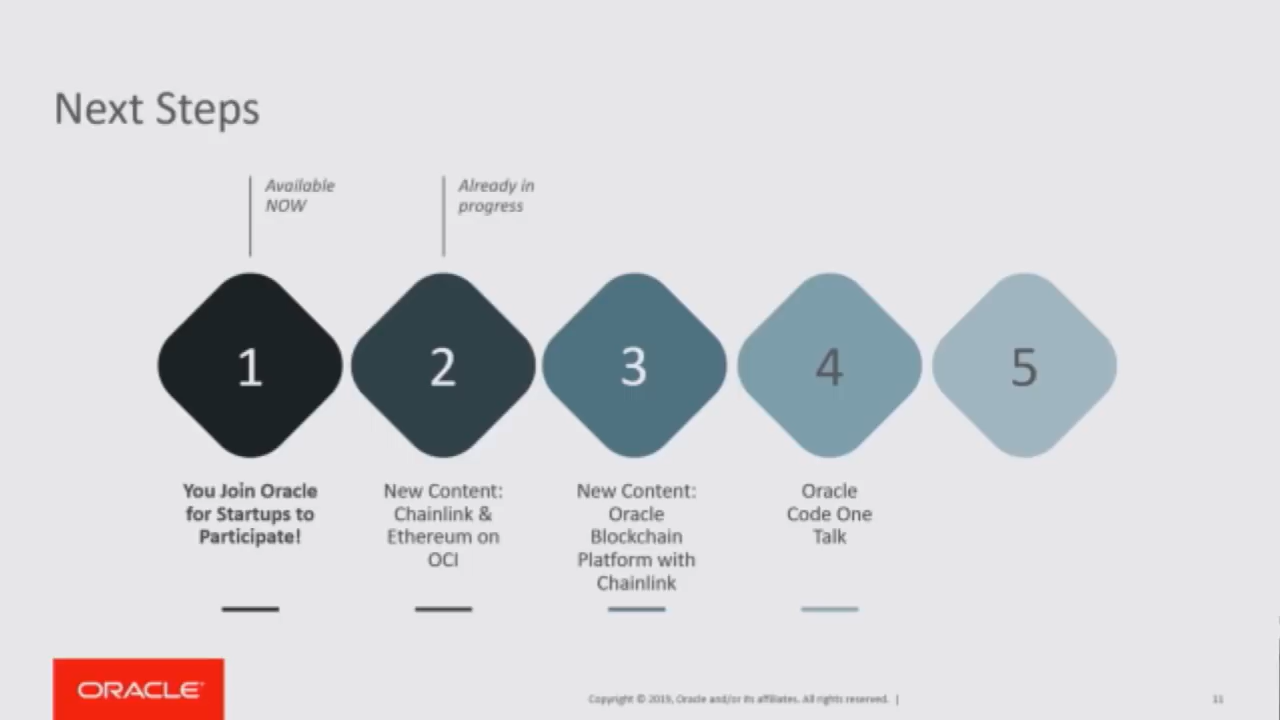 Next Steps
Available
NOW
Already in
progress
1
2
3
4
5
You Join Oracle
for Startups to
Participate!
New Content:
Chainlink &
Ethereum on
OCI
New Content:
Oracle
Blockchain
Platform with
Chainlink
Oracle
Code One
Talk
ORACLE
Copyright © 2019, Oracle and/or its affiliates. All rights reserved. |
11